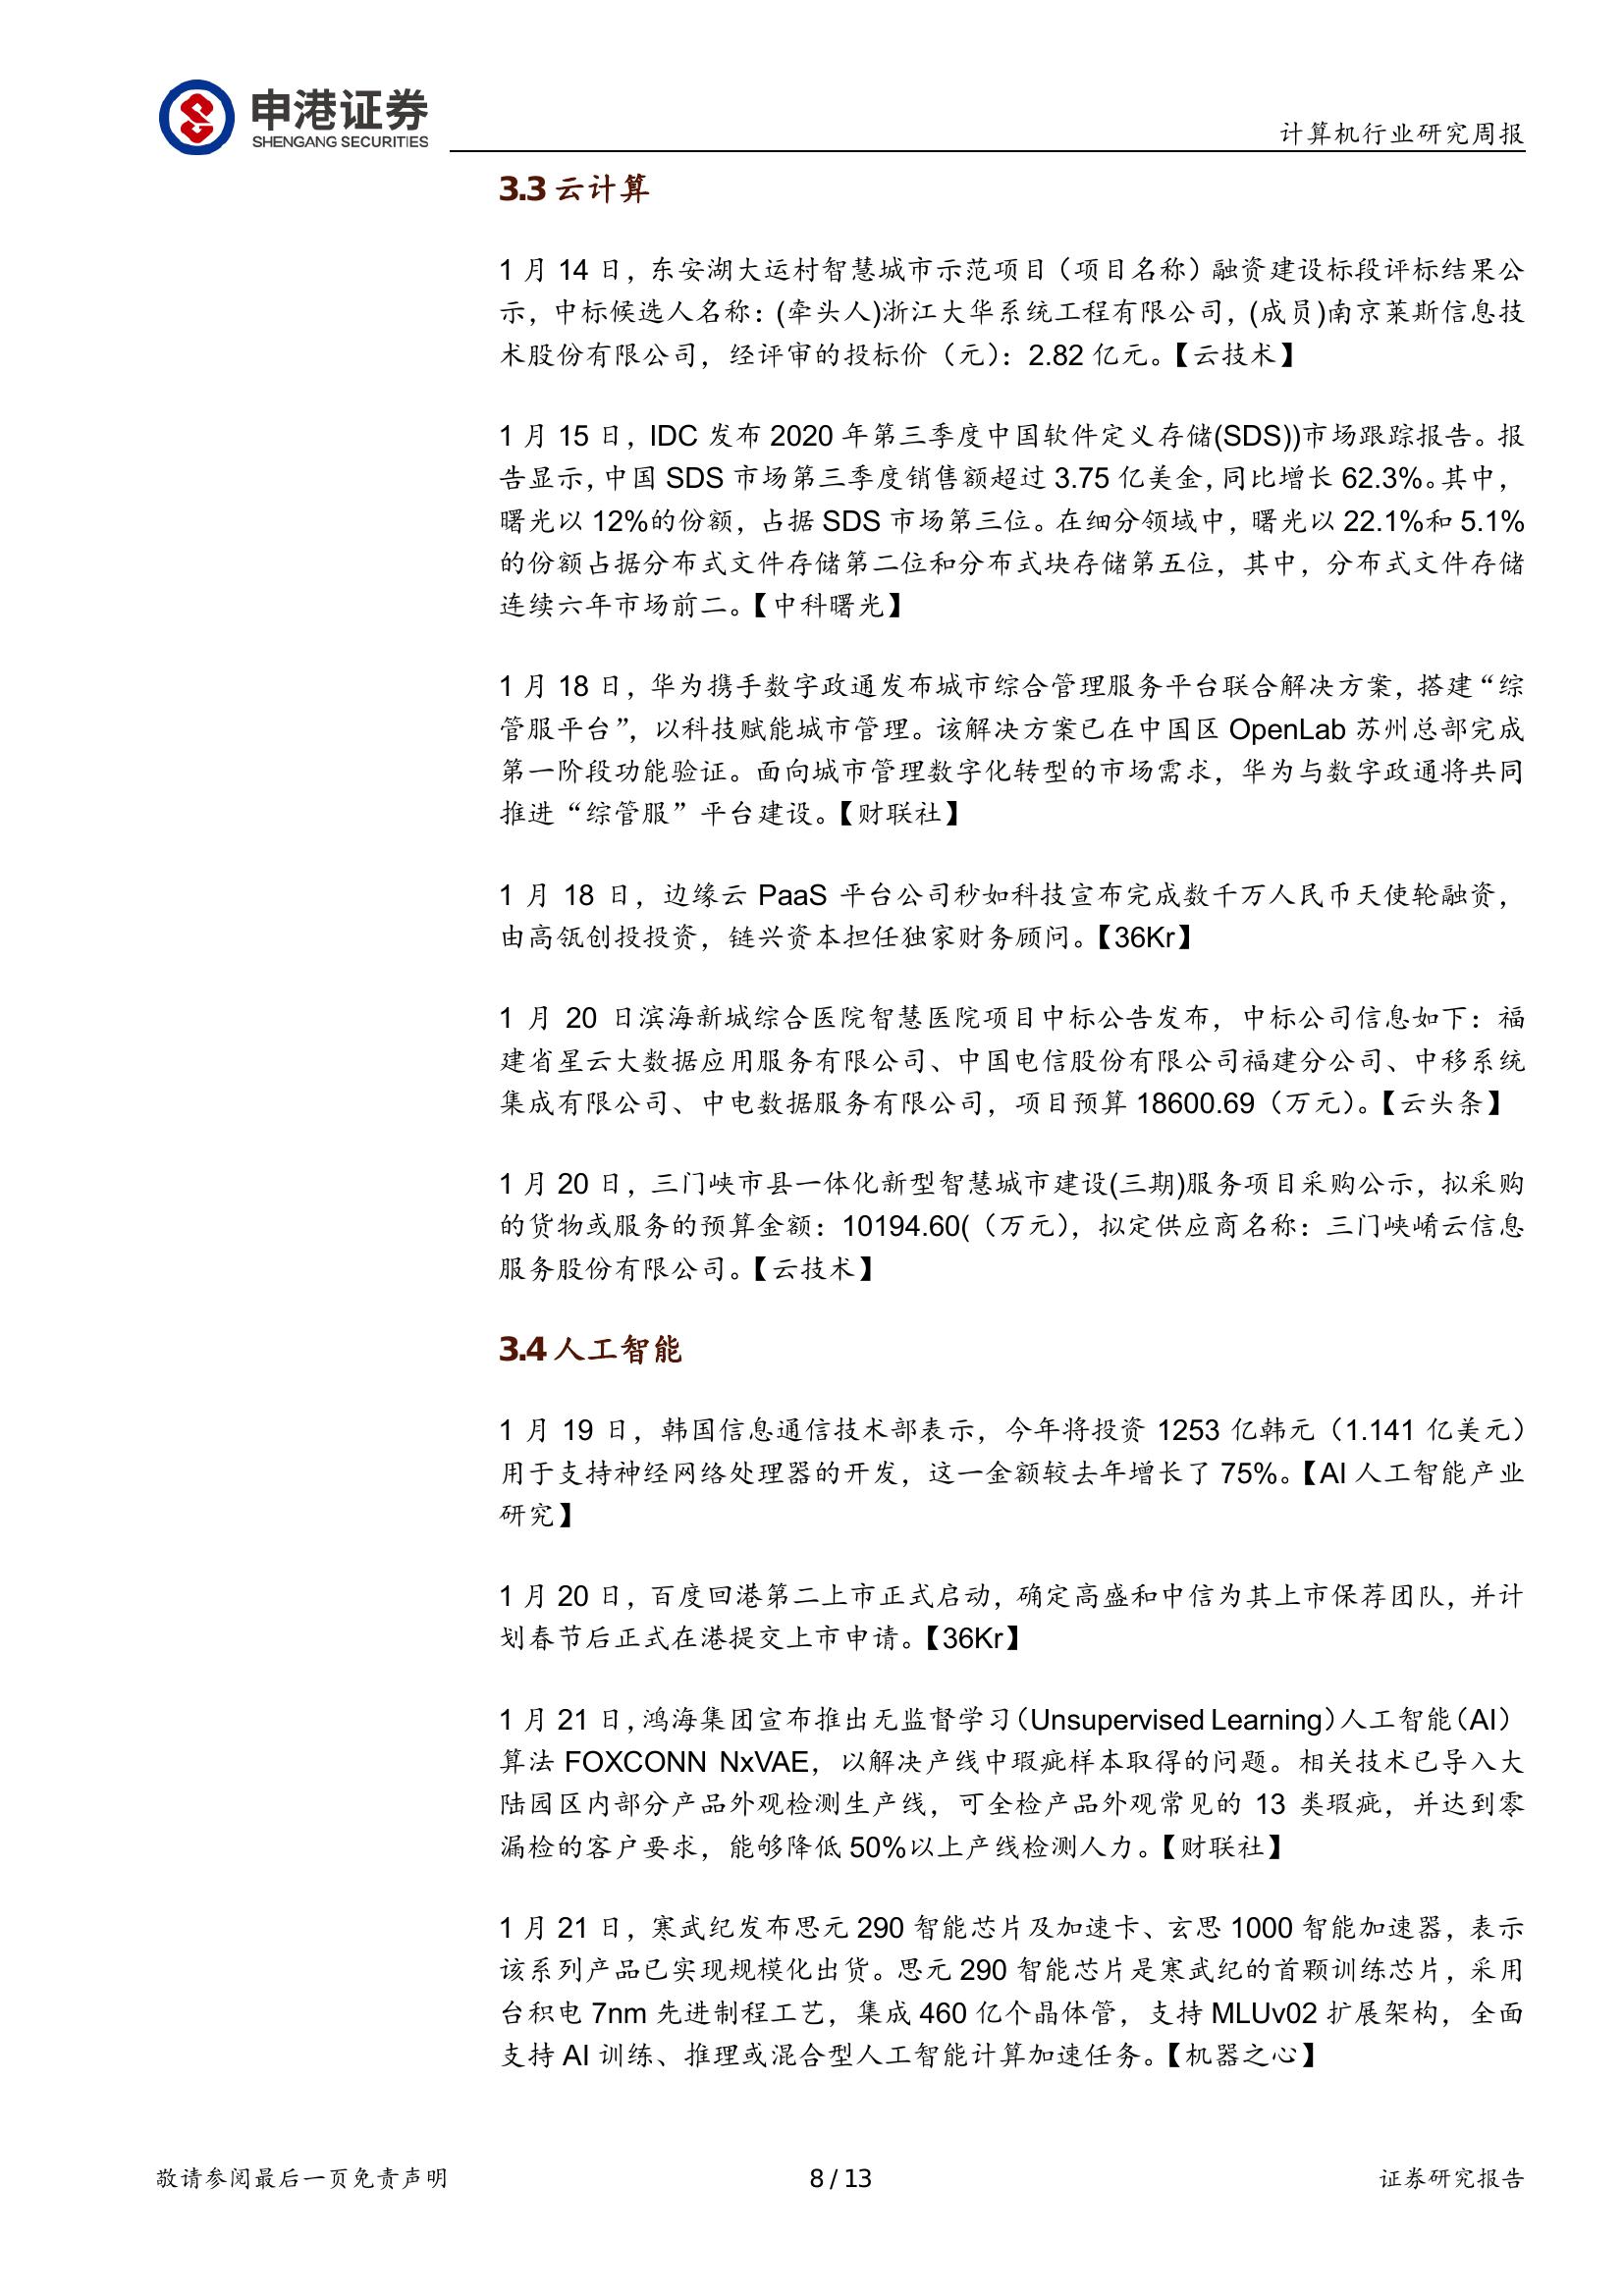 申港证券
SHENGANG SECURITIES
计算机行业研究周报
3.3 云计算
1 月 14 日，东安湖大运村智慧城市示范项目（项目名称）融资建设标段评标结果公
示，中标候选人名称：(牵头人)浙江大华系统工程有限公司，(成员)南京莱斯信息技
术股份有限公司，经评审的投标价（元）：2.82 亿元。【云技术】
1 月 15 日，IDC 发布 2020 年第三季度中国软件定义存储(SDS))市场跟踪报告。报
告显示，中国 SDS 市场第三季度销售额超过 3.75 亿美金，同比增长 62.3%。其中，
曙光以 12%的份额，占据 SDS 市场第三位。在细分领域中，曙光以 22.1%和 5.1%
的份额占据分布式文件存储第二位和分布式块存储第五位，其中，分布式文件存储
连续六年市场前二。【中科曙光】
1 月 18 日，华为携手数字政通发布城市综合管理服务平台联合解决方案，搭建“综
管服平台”，以科技赋能城市管理。该解决方案已在中国区 OpenLab 苏州总部完成
第一阶段功能验证。面向城市管理数字化转型的市场需求，华为与数字政通将共同
推进“综管服”平台建设。【财联社】
1 月 18 日，边缘云 PaaS 平台公司秒如科技宣布完成数千万人民币天使轮融资，
由高瓴创投投资，链兴资本担任独家财务顾问。【36Kr】
1 月 20 日滨海新城综合医院智慧医院项目中标公告发布，中标公司信息如下：福
建省星云大数据应用服务有限公司、中国电信股份有限公司福建分公司、中移系统
集成有限公司、中电数据服务有限公司，项目预算 18600.69（万元）。【云头条】
1 月 20 日，三门峡市县一体化新型智慧城市建设(三期)服务项目采购公示，拟采购
的货物或服务的预算金额：10194.60(（万元），拟定供应商名称：三门峡崤云信息
服务股份有限公司。【云技术】
3.4 人工智能
1 月 19 日，韩国信息通信技术部表示，今年将投资 1253 亿韩元（1.141 亿美元）
用于支持神经网络处理器的开发，这一金额较去年增长了 75%。【AI 人工智能产业
研究】
1 月 20 日，百度回港第二上市正式启动，确定高盛和中信为其上市保荐团队，并计
划春节后正式在港提交上市申请。【36Kr】
1 月 21 日，鸿海集团宣布推出无监督学习（Unsupervised Learning）人工智能（AI）
算法 FOXCONN NxVAE，以解决产线中瑕疵样本取得的问题。相关技术已导入大
陆园区内部分产品外观检测生产线，可全检产品外观常见的 13 类瑕疵，并达到零
漏检的客户要求，能够降低 50%以上产线检测人力。【财联社】
1 月 21 日，寒武纪发布思元 290 智能芯片及加速卡、玄思 1000 智能加速器，表示
该系列产品已实现规模化出货。思元 290 智能芯片是寒武纪的首颗训练芯片，采用
台积电 7nm 先进制程工艺，集成 460 亿个晶体管，支持 MLUv02 扩展架构，全面
支持 AI 训练、推理或混合型人工智能计算加速任务。【机器之心】
敬请参阅最后一页免责声明
8 / 13
证券研究报告